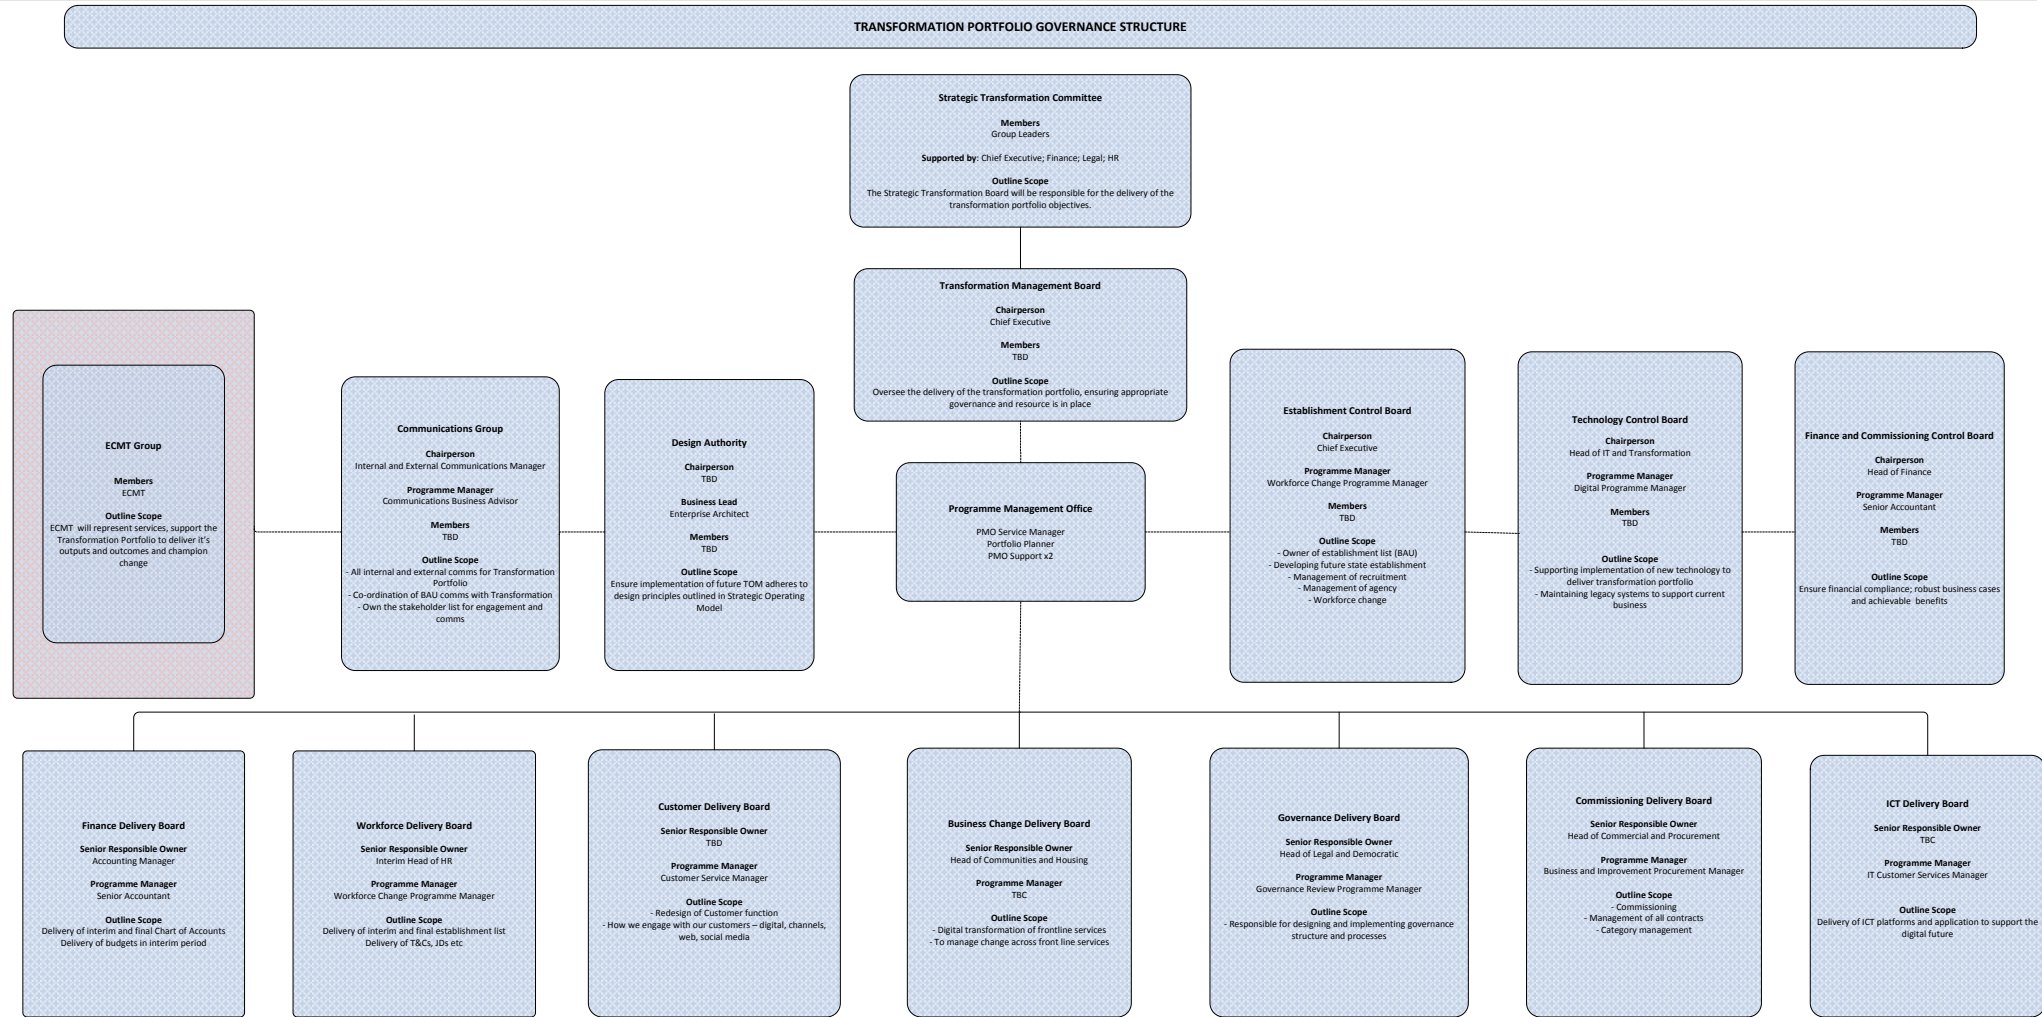 TRANSFORMATION PORTFOLIO GOVERNANCE STRUCTURE
Strategic Transformation Committee
Members
Group Leaders
Supported by: Chief Executive; Finance; Legal; HR
Outline Scope
The Strategic Transformation Board will be responsible for the delivery of the
transformation portfolio objectives.
Transformation Management Board
Chairperson
Chief Executive
Members
TBD
Outline Scope
Oversee the delivery of the transformation portfolio, ensuring appropriate
governance and resource is in place
ECMT Group
Members
ECMT
Outline Scope
ECMT will represent services, support the
Transformation Portfolio to deliver it's
outputs and outcomes and champion
change
Communications Group
Chairperson
Internal and External Communications Manager
Programme Manager
Communications Business Advisor
Members
TBD
Outline Scope
- All internal and external comms for Transformation
Portfolio
- Co-ordination of BAU comms with Transformation
- Own the stakeholder list for engagement and
comms
Design Authority
Chairperson
TBD
Business Lead
Enterprise Architect
Members
TBD
Outline Scope
Ensure implementation of future TOM adheres to
design principles outlined in Strategic Operating
Model
Programme Management Office
PMO Service Manager
Portfolio Planner
PMO Support x2
Establishment Control Board
Chairperson
Chief Executive
Programme Manager
Workforce Change Programme Manager
Members
TBD
Outline Scope
- Owner of establishment list (BAU)
- Developing future state establishment
- Management of recruitment
- Management of agency
- Workforce change
Technology Control Board
Chairperson
Head of IT and Transformation
Programme Manager
Digital Programme Manager
Members
TBD
Outline Scope
- Supporting implementation of new technology to
deliver transformation portfolio
- Maintaining legacy systems to support current
business
Finance and Commissioning Control Board
Chairperson
Head of Finance
Programme Manager
Senior Accountant
Members
TBD
Outline Scope
Ensure financial compliance; robust business cases
and achievable benefits
Finance Delivery Board
Senior Responsible Owner
Accounting Manager
Programme Manager
Senior Accountant
Outline Scope
Delivery of interim and final Chart of Accounts
Delivery of budgets in interim period
Workforce Delivery Board
Senior Responsible Owner
Interim Head of HR
Programme Manager
Workforce Change Programme Manager
Outline Scope
Delivery of interim and final establishment list
Delivery of T&Cs, JDs etc
Customer Delivery Board
Senior Responsible Owner
TBD
Programme Manager
Customer Service Manager
Outline Scope
- Redesign of Customer function
- How we engage with our customers – digital, channels,
web, social media
Business Change Delivery Board
Senior Responsible Owner
Head of Communities and Housing
Programme Manager
TBC
Outline Scope
- Digital transformation of frontline services
- To manage change across front line services
Governance Delivery Board
Senior Responsible Owner
Head of Legal and Democratic
Programme Manager
Governance Review Programme Manager
Outline Scope
- Responsible for designing and implementing governance
structure and processes
Commissioning Delivery Board
Senior Responsible Owner
Head of Commercial and Procurement
Programme Manager
Business and Improvement Procurement Manager
Outline Scope
- Commissioning
- Management of all contracts
- Category management
ICT Delivery Board
Senior Responsible Owner
TBC
Programme Manager
IT Customer Services Manager
Outline Scope
Delivery of ICT platforms and application to support the
digital future